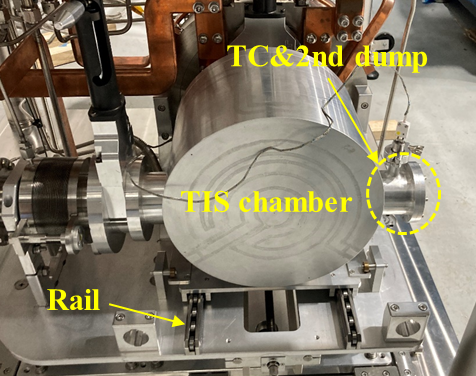 TC&2nd dump
TIS chamber
Rail